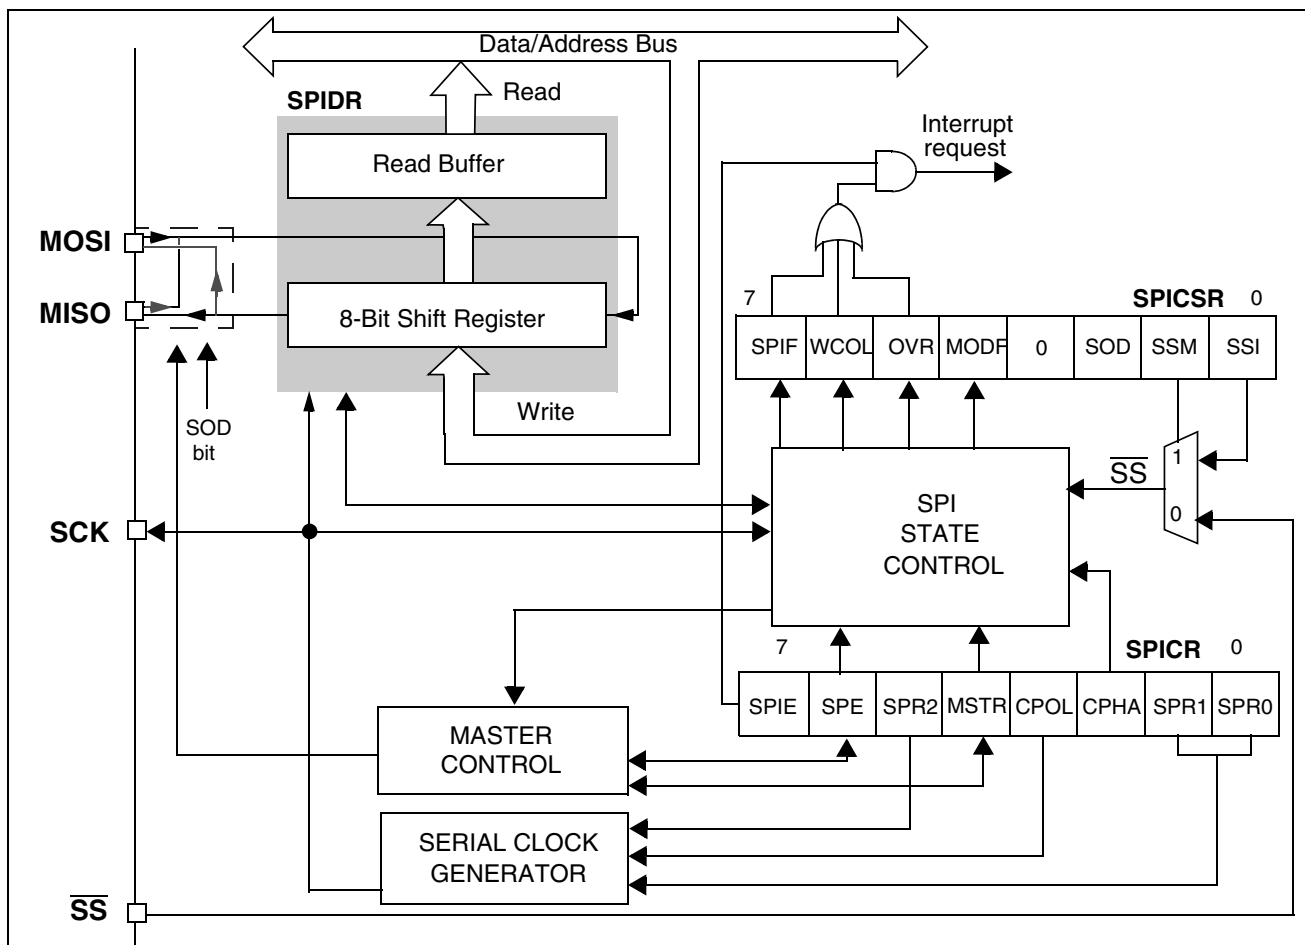 Data/Address Bus
SPIDR
Read
Read Buffer
Interrupt
request
MOSI
MISO
8-Bit Shift Register
7 SPICSR 0
SPIF WCOL OVR MODF 0 SOD SSM SSI
Write
SOD
bit
1
SS
0
SCK
SPI
STATE
CONTROL
7 SPICR 0
SPIE SPE SPR2 MSTR CPOL CPHA SPR1 SPR0
MASTER
CONTROL
SERIAL CLOCK
GENERATOR
SS